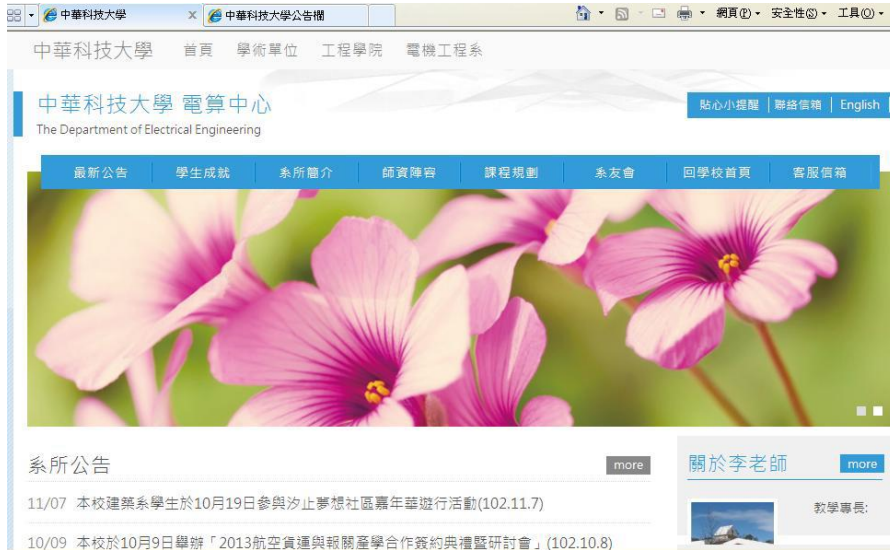 中華科技大學 x 中華科技大學公告欄 網頁(P) 安全性(S) 工具(O)
中華科技大學 首頁 學術單位 工程學院 電機工程系
中華科技大學 電算中心
貼心小提醒 聯絡信箱 English
The Department of Electrical Engineering
最新公告 學生成就 系所簡介 師資陣容 課程規劃 系友會 回學校首頁 客服信箱
系所公告 more
11/07 本校建築系學生於10月19日參與汐止夢想社區嘉年華遊行活動(102.11.7)
10/09 本校於10月9日舉辦「2013航空貨運與報關產學合作簽約典禮暨研討會」(102.10.8)
關於李老師 more
教學專長: